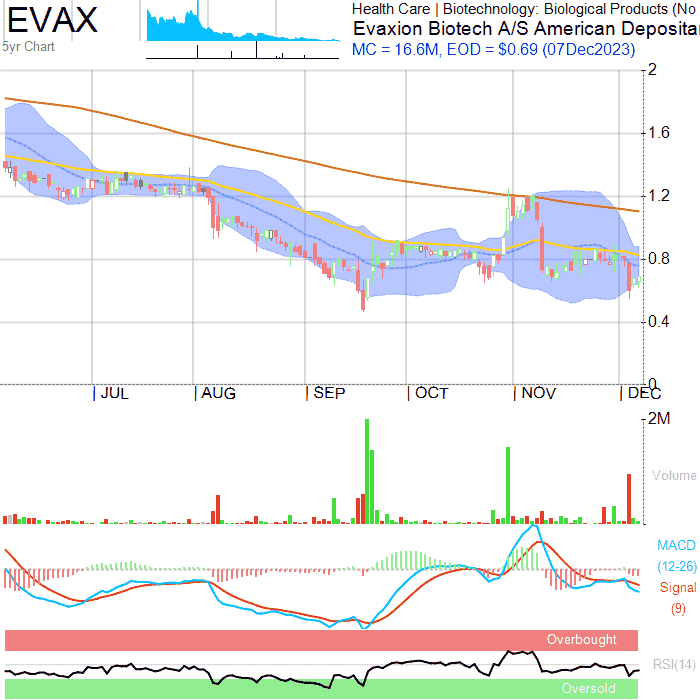 EVAX
5yr Chart
Health Care | Biotechnology: Biological Products (No
Evaxion Biotech A/S American Depositar
MC = 16.6M, EOD = $0.69 (07Dec2023)
2
1.6
1.2
0.8
0.4
0
JUL AUG SEP OCT NOV DEC
2M
Volume
MACD
(12-26)
Signal
(9)
Overbought
RSI(14)
Oversold